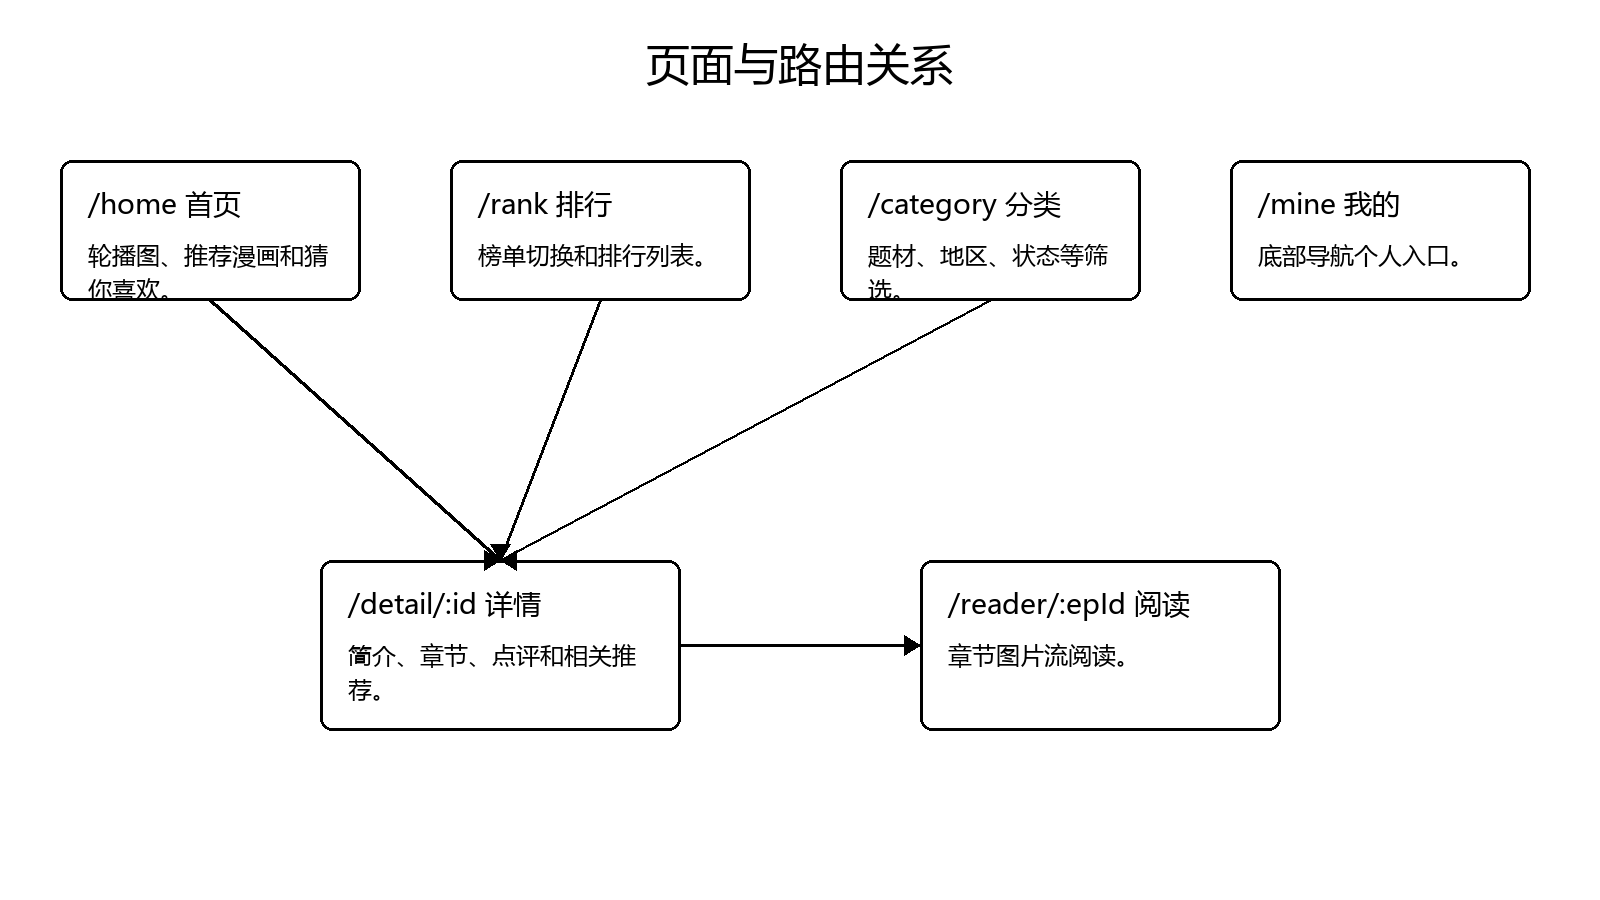 页面与路由关系
/home 首页
轮播图、推荐漫画和猜
你喜欢。
/rank 排行
榜单切换和排行列表。
/category 分类
题材、地区、状态等筛
选。
/mine 我的
底部导航个人入口。
/detail/:id 详情
简介、章节、点评和相关推
荐。
/reader/:epId 阅读
章节图片流阅读。